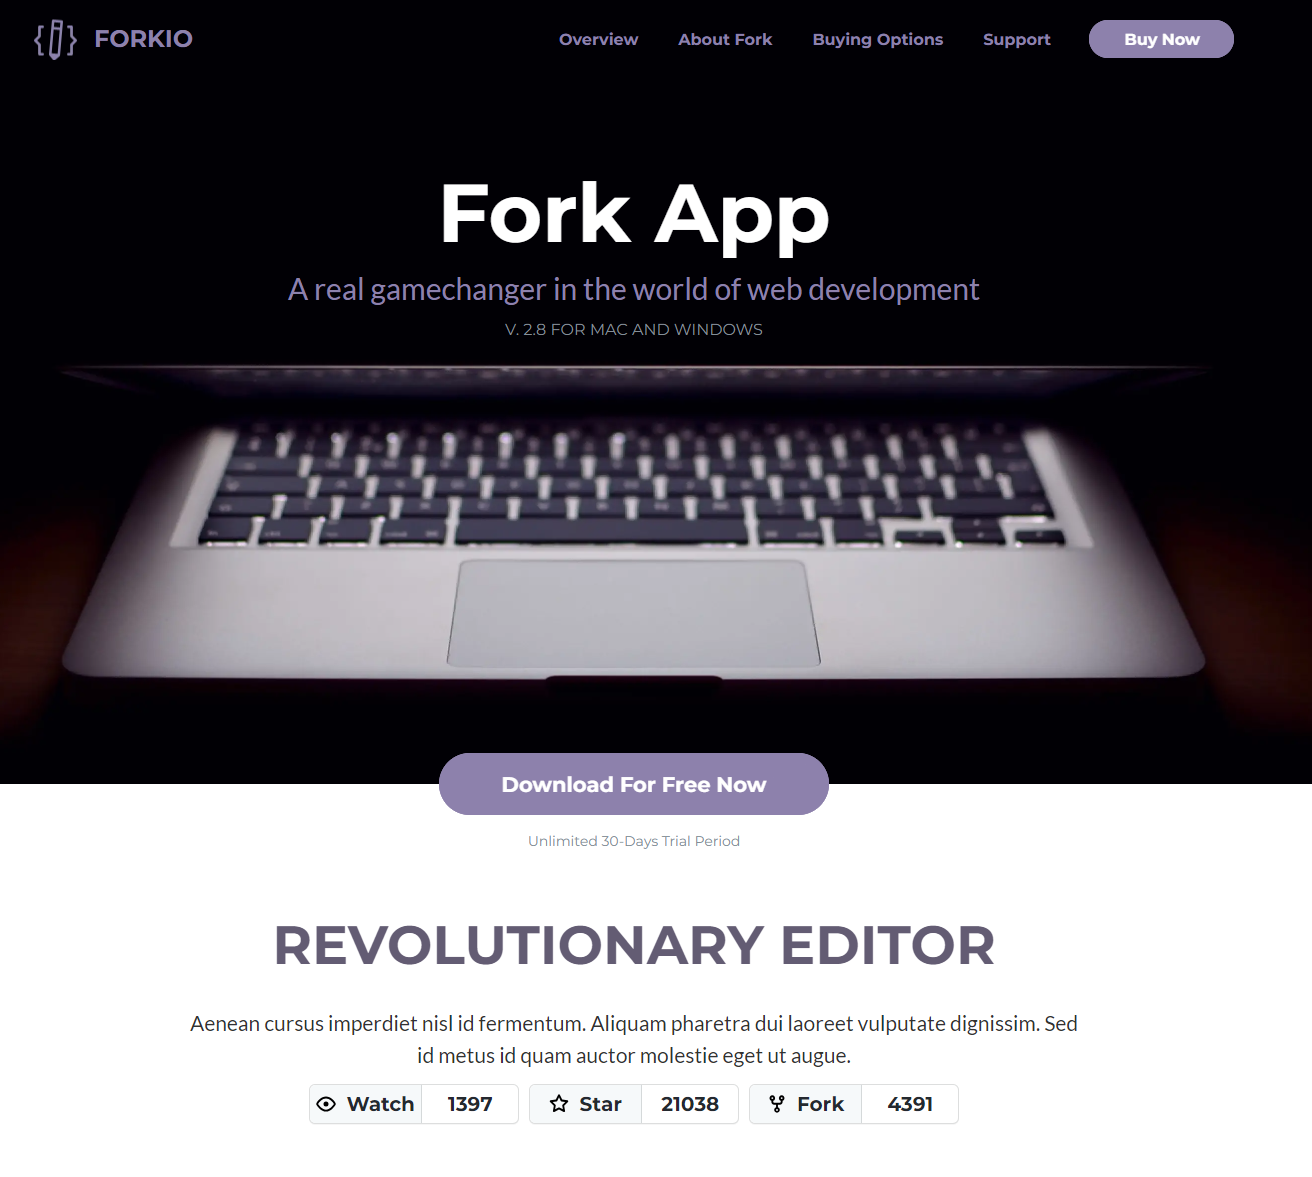 FORKIO
Overview
About Fork
Buying Options
Support
Buy Now
Fork App
A real gamechanger in the world of web development
V. 2.8 FOR MAC AND WINDOWS
Download For Free Now
Unlimited 30-Days Trial Period
REVOLUTIONARY EDITOR
Aenean cursus imperdiet nisl id fermentum. Aliquam pharetra dui laoreet vulputate dignissim. Sed
id metus id quam auctor molestie eget ut augue.
Watch 1397
Star 21038
Fork 4391